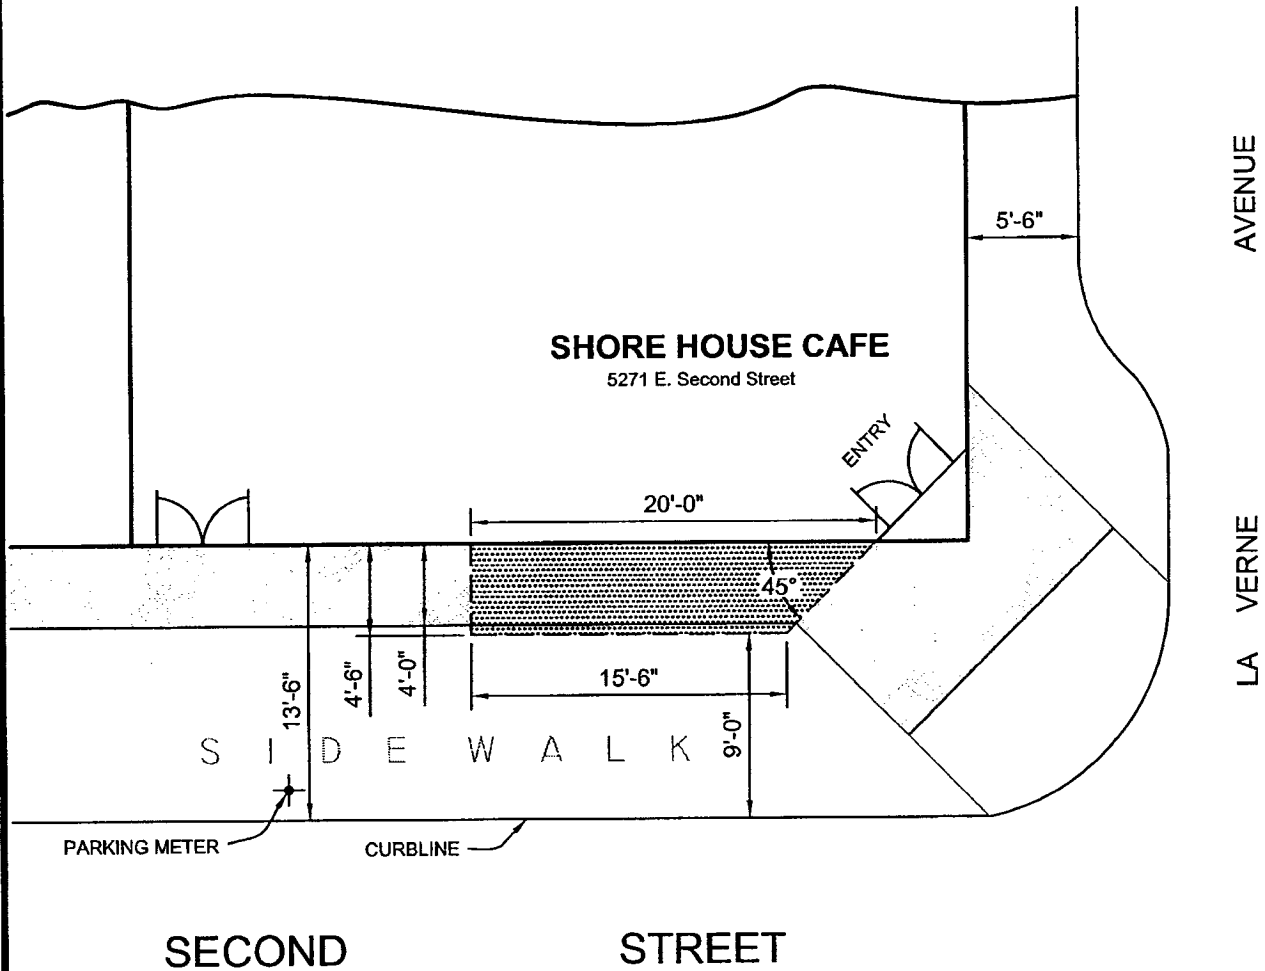 AVENUE
5'-6"
SHORE HOUSE CAFE
5271 E. Second Street
ENTRY
20'-0"
45°
LA VERNE
13'-6"
4'-6"
4'-0"
15'-6"
9'-0"
SIDEWALK
PARKING METER
CURBLINE
SECOND STREET